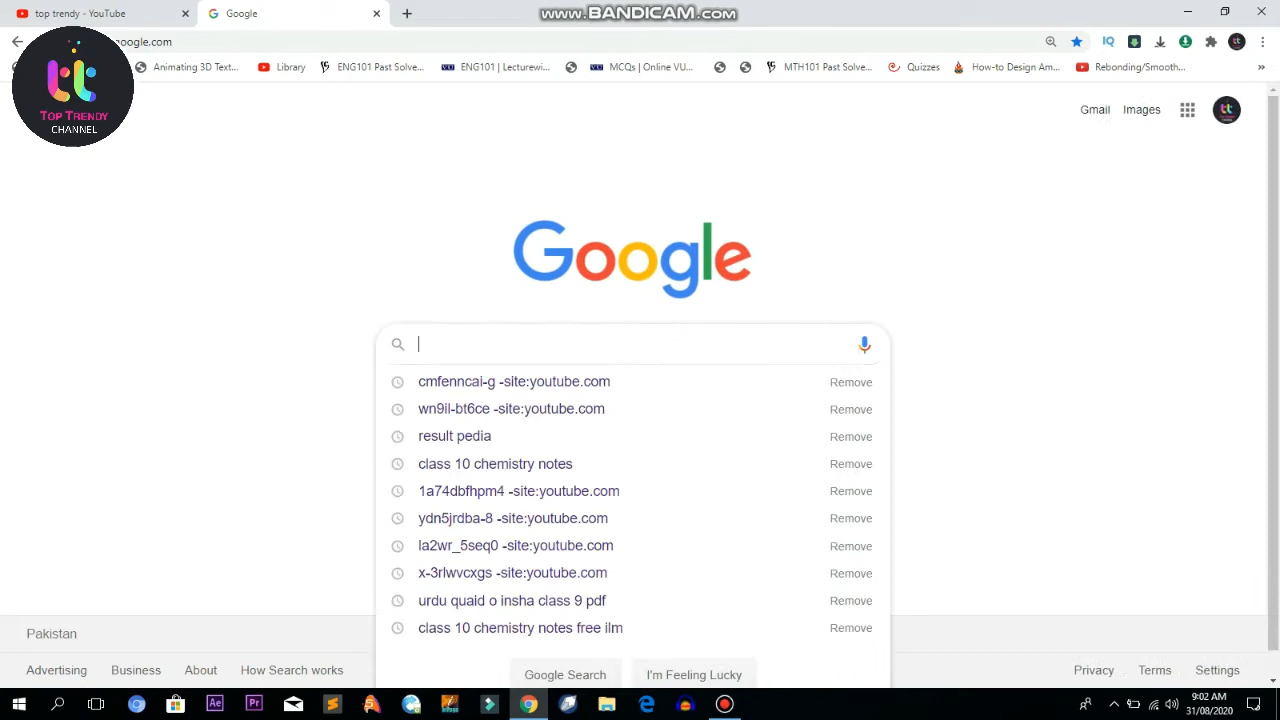 top trendy - YouTube
Google
www.BANDICAM.com
google.com
Animating 3D Text...
Library
ENG101 Past Solve...
ENG101 | Lecturewi...
MCQs | Online VU...
MTH101 Past Solve...
Quizzes
How-to Design Am...
Rebonding/Smooth...
TOP TRENDY
CHANNEL
Gmail
Images
Google
cmfenncai-g -site:youtube.com Remove
wn9il-bt6ce -site:youtube.com Remove
result pedia Remove
class 10 chemistry notes Remove
1a74dbfhpm4 -site:youtube.com Remove
ydn5jrdba-8 -site:youtube.com Remove
la2wr_5seq0 -site:youtube.com Remove
x-3rlwvcxgs -site:youtube.com Remove
urdu quaid o insha class 9 pdf Remove
class 10 chemistry notes free ilm Remove
Pakistan
Google Search
I'm Feeling Lucky
Advertising Business About How Search works
Privacy Terms Settings
9:02 AM
31/08/2020